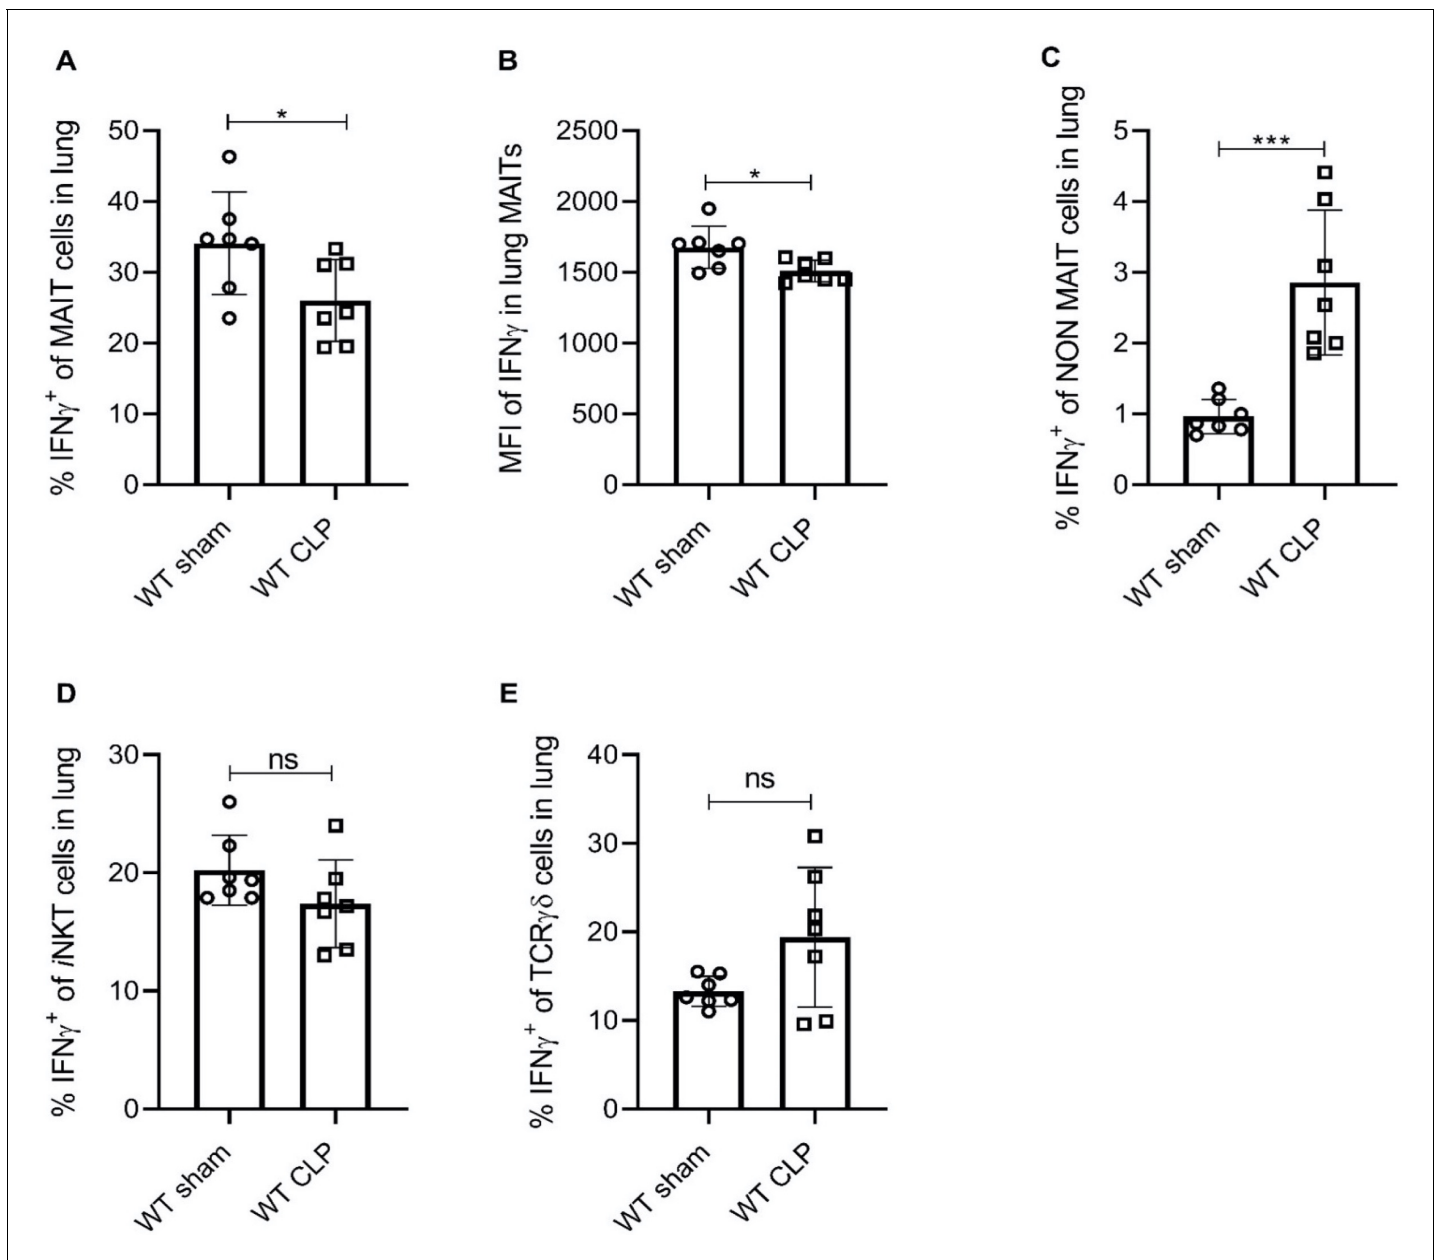 A
% IFNγ⁺ of MAIT cells in lung
50
40
30
20
10
0
*
WT sham
WT CLP
B
MFI of IFNγ in lung MAITs
2500
2000
1500
1000
500
0
*
WT sham
WT CLP
C
% IFNγ⁺ of NON MAIT cells in lung
5
4
3
2
1
0
***
WT sham
WT CLP
D
% IFNγ⁺ of iNKT cells in lung
30
20
10
0
ns
WT sham
WT CLP
E
% IFNγ⁺ of TCRγδ cells in lung
40
30
20
10
0
ns
WT sham
WT CLP